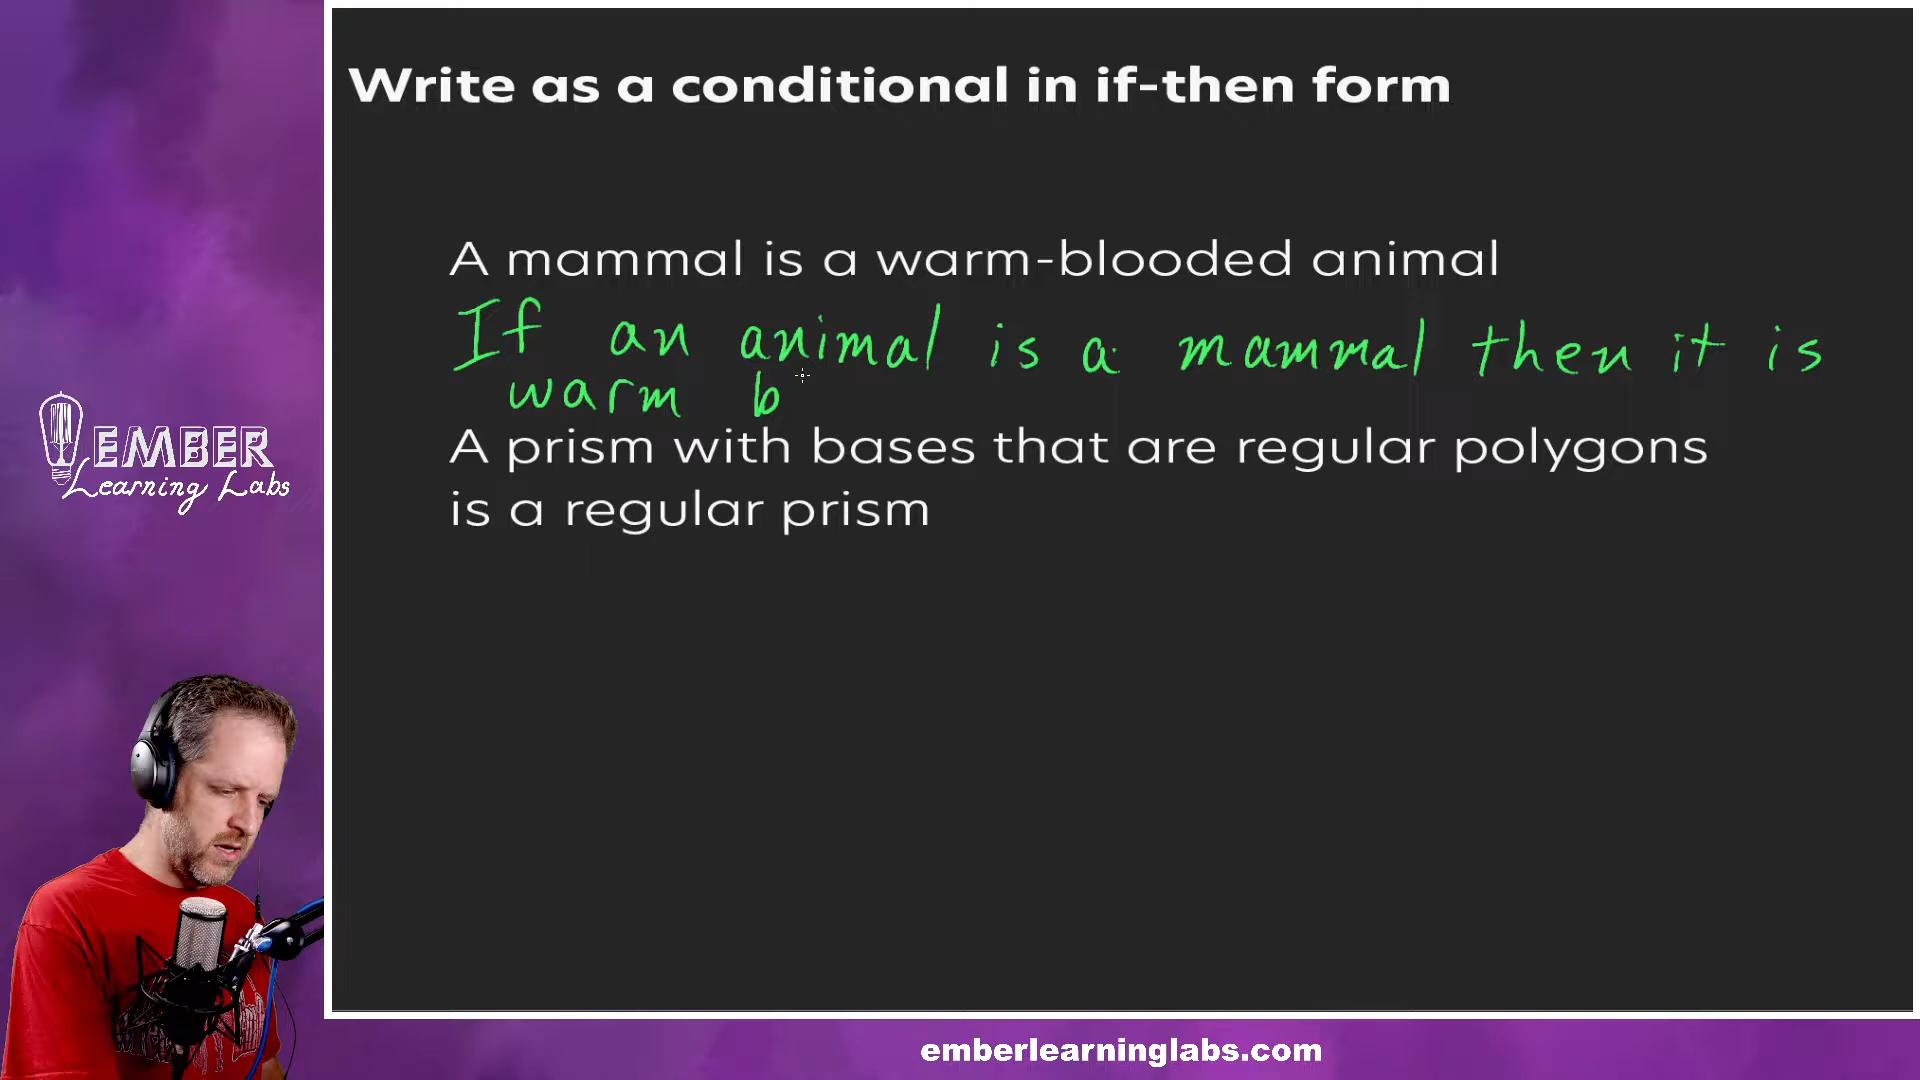 Write as a conditional in if-then form
A mammal is a warm-blooded animal
If an animal is a mammal then it is
warm b
A prism with bases that are regular polygons
is a regular prism
EMBER
Learning Labs
emberlearninglabs.com